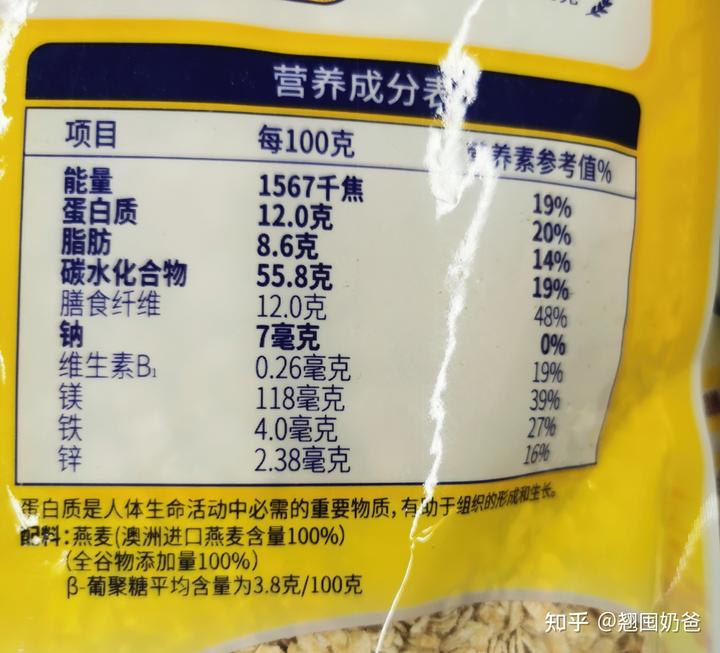 营养成分表
项目 每100克 营养素参考值%
能量 1567千焦 19%
蛋白质 12.0克 20%
脂肪 8.6克 14%
碳水化合物 55.8克 19%
膳食纤维 12.0克 48%
钠 7毫克 0%
维生素B₁ 0.26毫克 19%
镁 118毫克 39%
铁 4.0毫克 27%
锌 2.38毫克 16%
蛋白质是人体生命活动中必需的重要物质,有助于组织的形成和生长。
配料:燕麦(澳洲进口燕麦含量100%)
(全谷物添加量100%)
β-葡聚糖平均含量为3.8克/100克
知乎 @翘囤奶爸